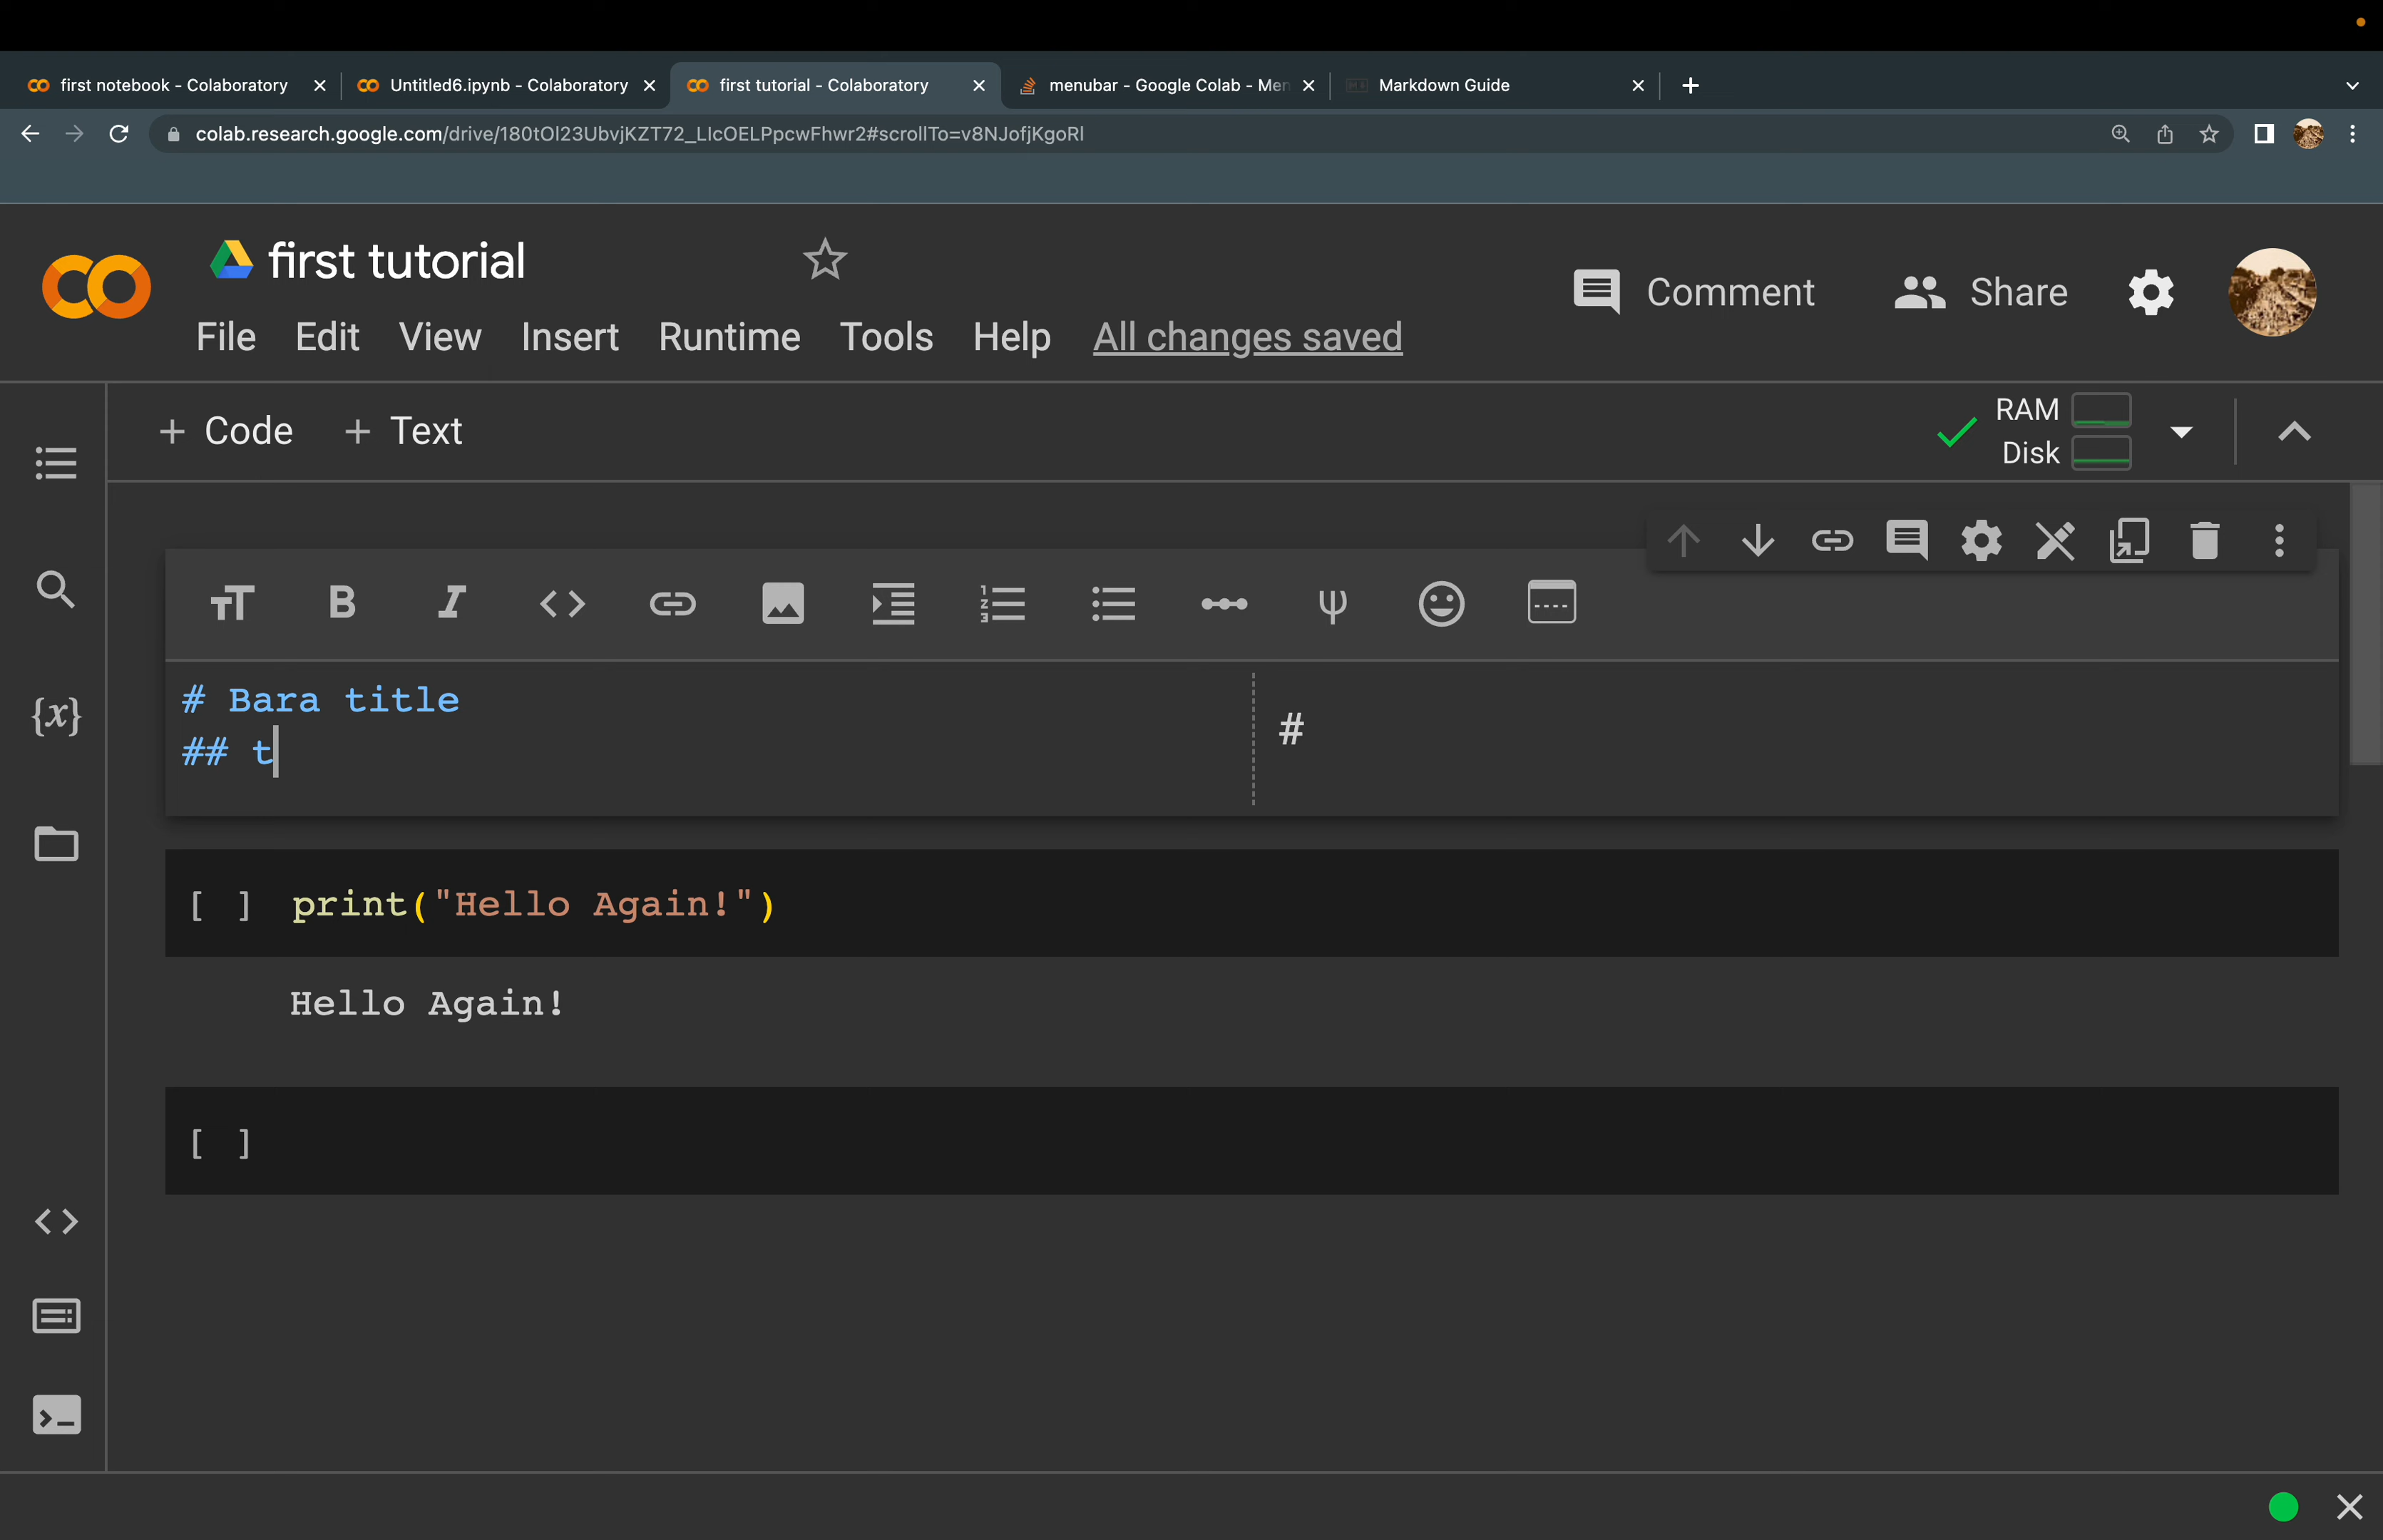 first notebook - Colaboratory
Untitled6.ipynb - Colaboratory
first tutorial - Colaboratory
menubar - Google Colab - Men
Markdown Guide
colab.research.google.com/drive/180tOl23UbvjKZT72_LIcOELPpcwFhwr2#scrollTo=v8NJofjKgoRl
first tutorial
File Edit View Insert Runtime Tools Help All changes saved
Comment
Share
+ Code + Text
RAM
Disk
# Bara title
## t
#
[ ] print("Hello Again!")
Hello Again!
[ ]